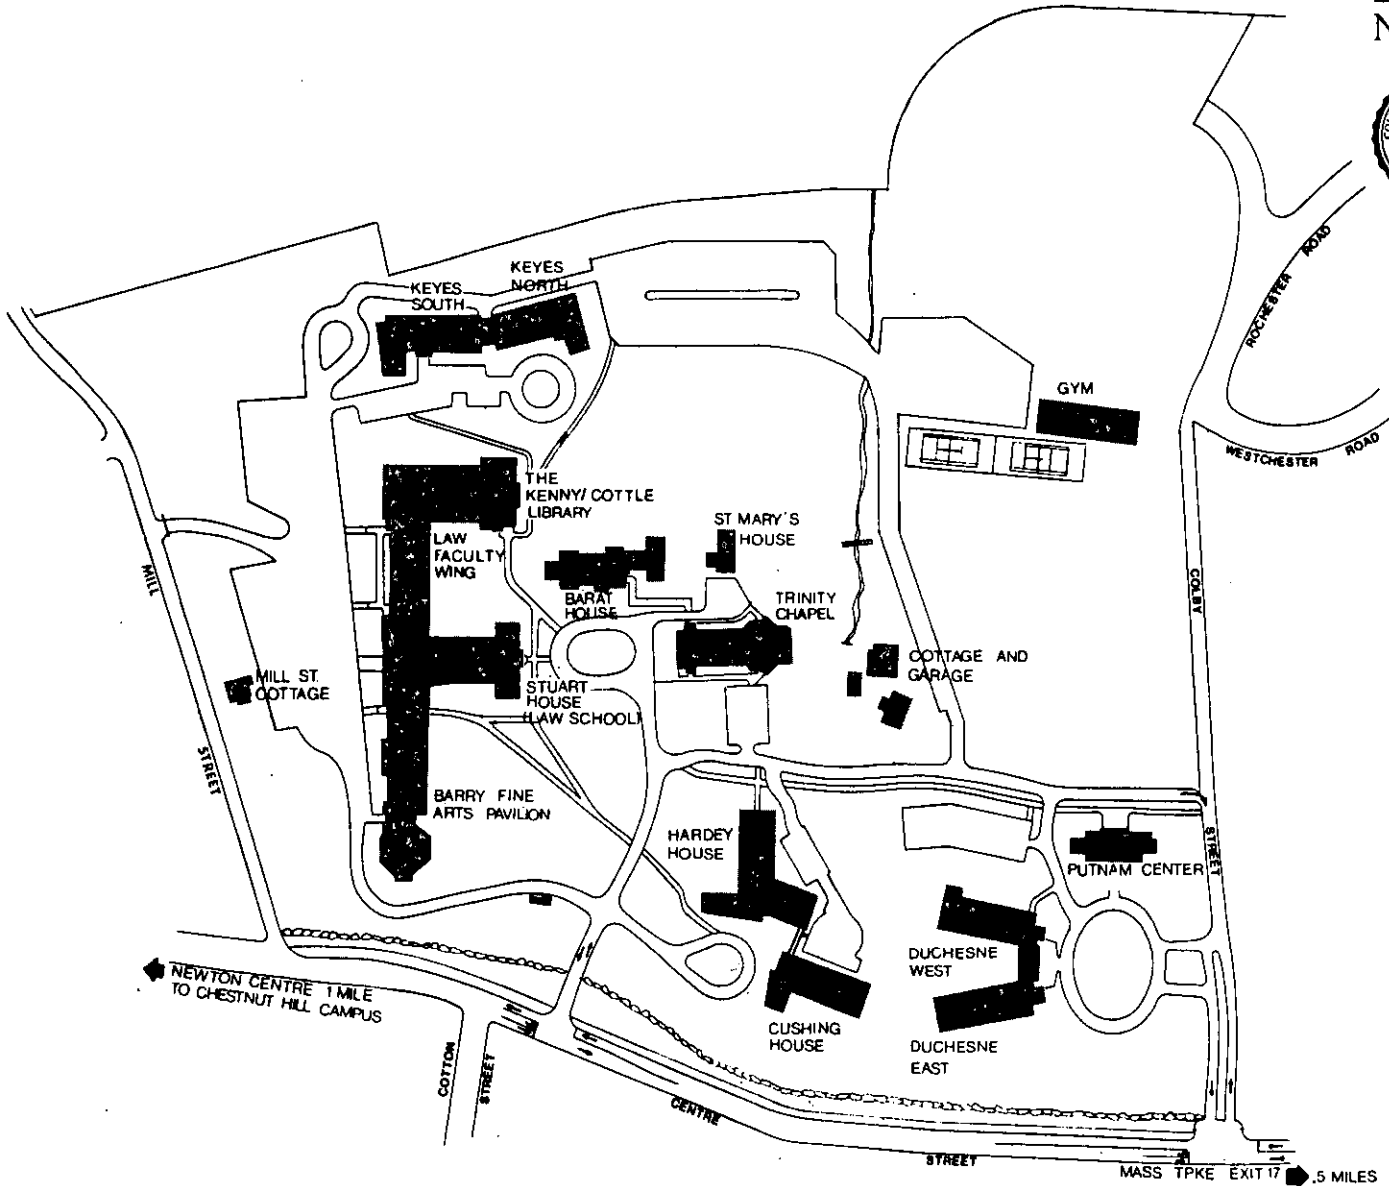 N
KEYES
NORTH
KEYES
SOUTH
ROCHESTER ROAD
GYM
WESTCHESTER ROAD
THE
KENNY/COTTLE
LIBRARY
ST MARY'S
HOUSE
LAW
FACULTY
WING
MILL
STREET
BARAT
HOUSE
TRINITY
CHAPEL
COLBY
STREET
COTTAGE AND
GARAGE
MILL ST.
COTTAGE
STUART
HOUSE
(LAW SCHOOL)
BARRY FINE
ARTS PAVILION
HARDEY
HOUSE
PUTNAM CENTER
DUCHESNE
WEST
NEWTON CENTRE 1 MILE
TO CHESTNUT HILL CAMPUS
CUSHING
HOUSE
DUCHESNE
EAST
COTTON
STREET
CENTRE
STREET
MASS TPKE EXIT 17 .5 MILES